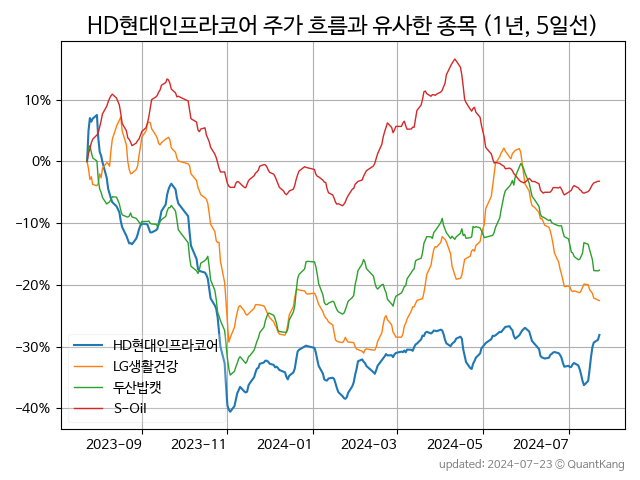 HD현대인프라코어 주가 흐름과 유사한 종목 (1년, 5일선)
10%
0%
−10%
−20%
−30%
−40%
HD현대인프라코어
LG생활건강
두산밥캣
S-Oil
2023-09 2023-11 2024-01 2024-03 2024-05 2024-07
updated: 2024-07-23 © QuantKang